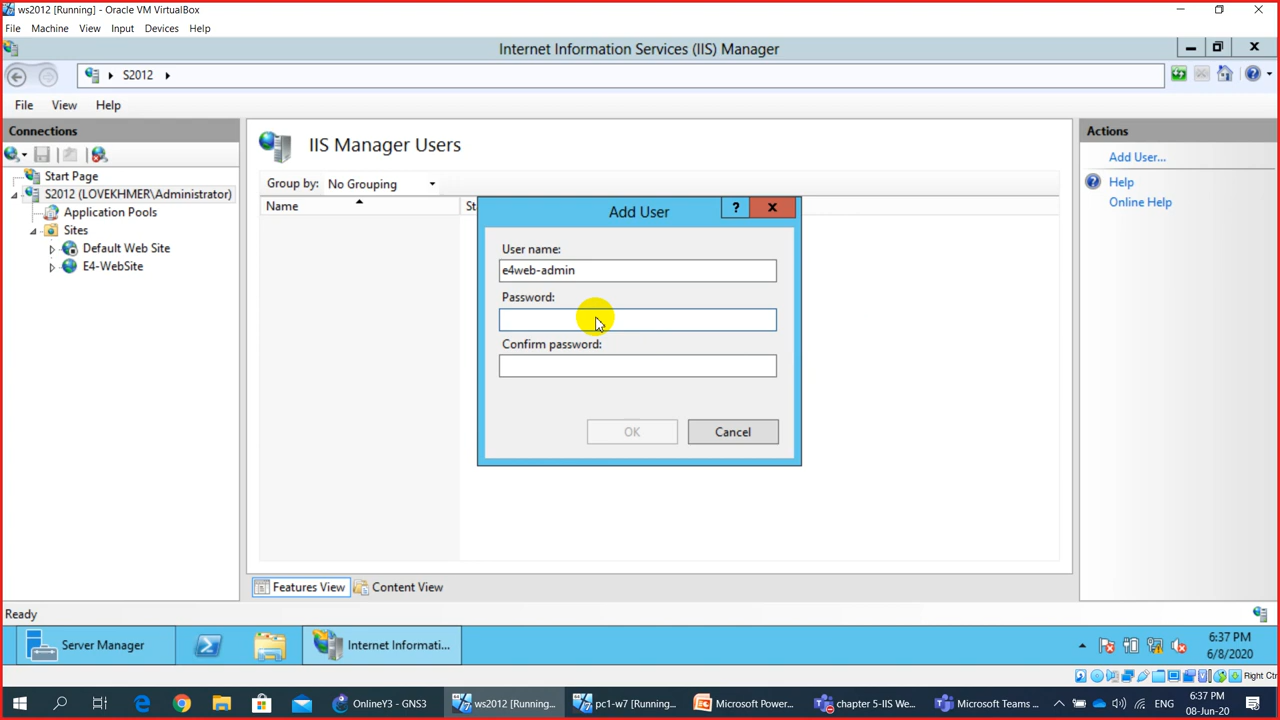 ws2012 [Running] - Oracle VM VirtualBox
File Machine View Input Devices Help
Internet Information Services (IIS) Manager
S2012
File View Help
Connections
Start Page
S2012 (LOVEKHMER\Administrator)
Application Pools
Sites
Default Web Site
E4-WebSite
IIS Manager Users
Group by: No Grouping
Name St
Add User
?
User name:
e4web-admin
Password:
Confirm password:
OK Cancel
Features View Content View
Actions
Add User...
Help
Online Help
Ready
Server Manager Internet Informati... 6:37 PM
6/8/2020
Right Ctrl
OnlineY3 - GNS3 ws2012 [Running... pc1-w7 [Running... Microsoft Power... chapter 5-IIS We... Microsoft Teams ... ENG 6:37 PM
08-Jun-20